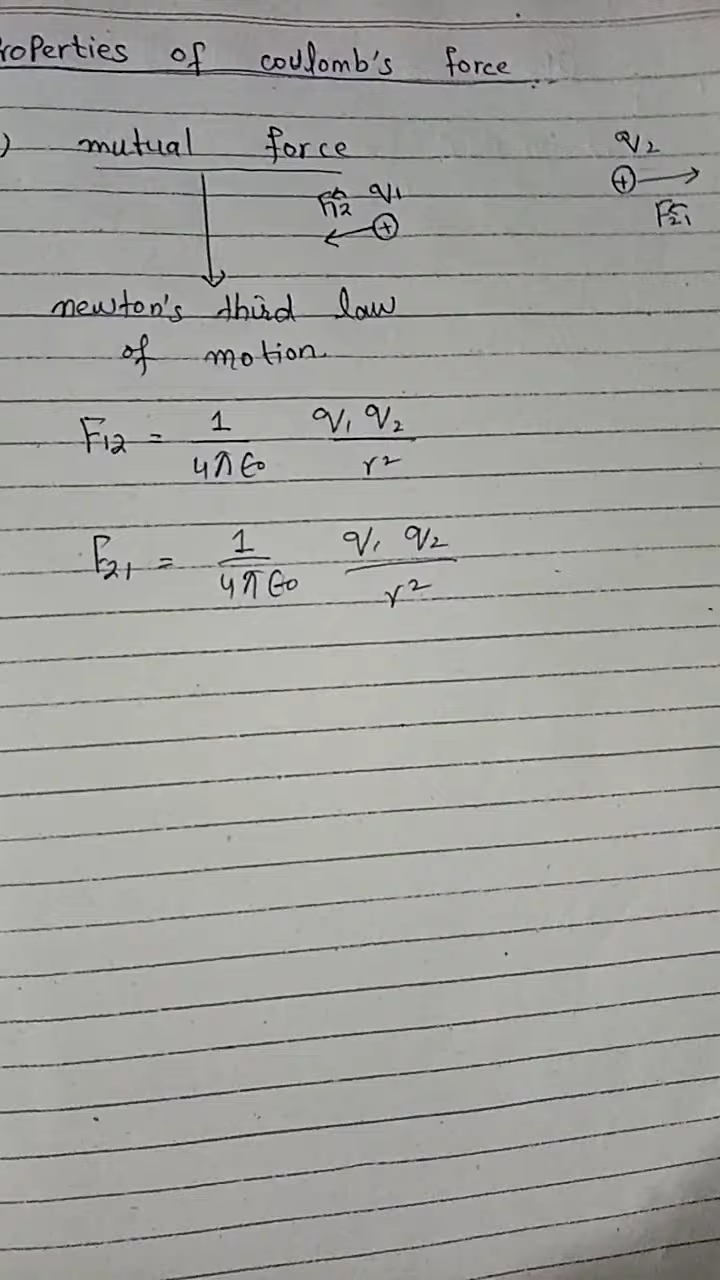 roperties of coulomb's force
) mutual force
q2
F12 q1
F21
newton's third law
of motion
F12 = 1/4πε0 q1 q2/r²
F21 = 1/4πε0 q1 q2/r²